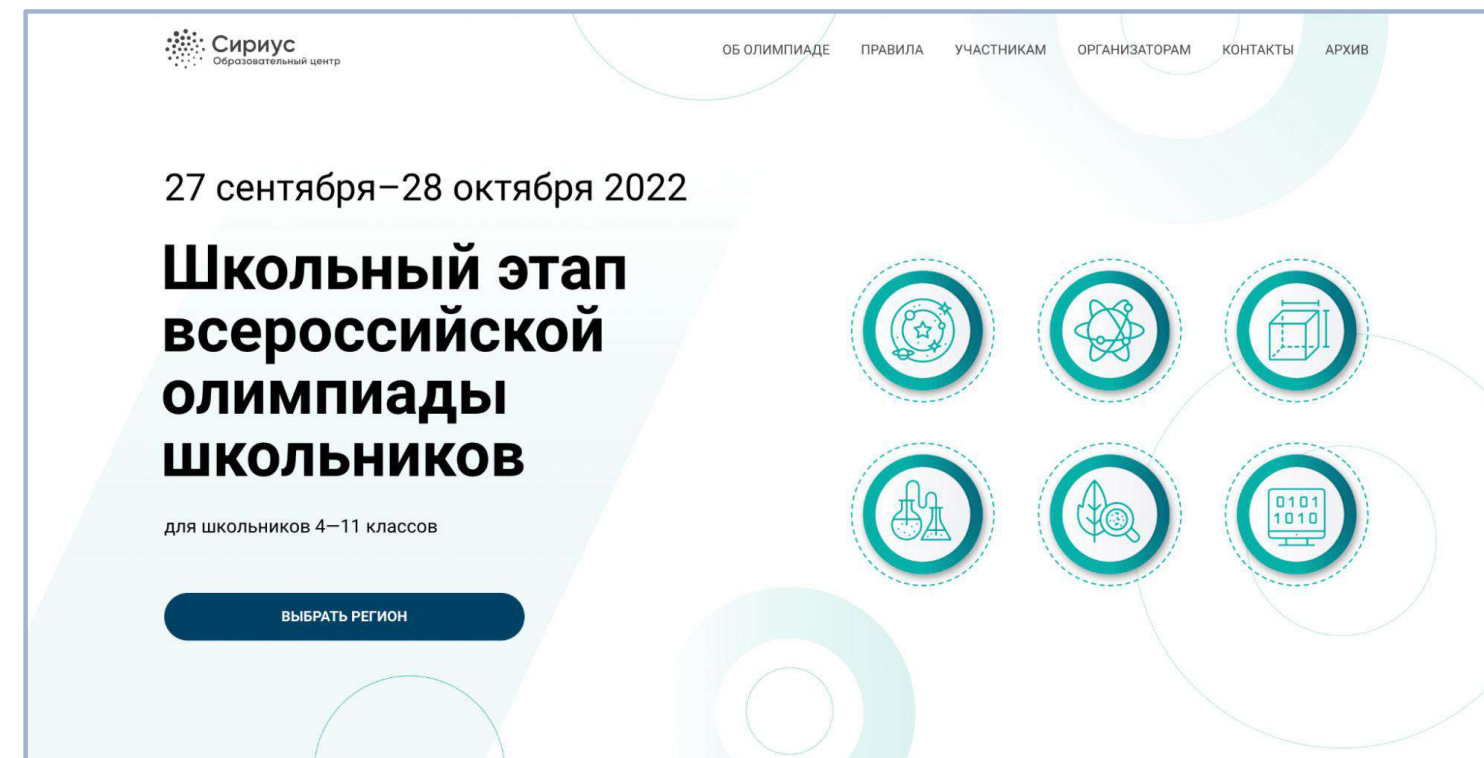 Сириус
Образовательный центр
ОБ ОЛИМПИАДЕ ПРАВИЛА УЧАСТНИКАМ ОРГАНИЗАТОРАМ КОНТАКТЫ АРХИВ
27 сентября–28 октября 2022
Школьный этап
всероссийской
олимпиады
школьников
для школьников 4—11 классов
0101
1010
ВЫБРАТЬ РЕГИОН